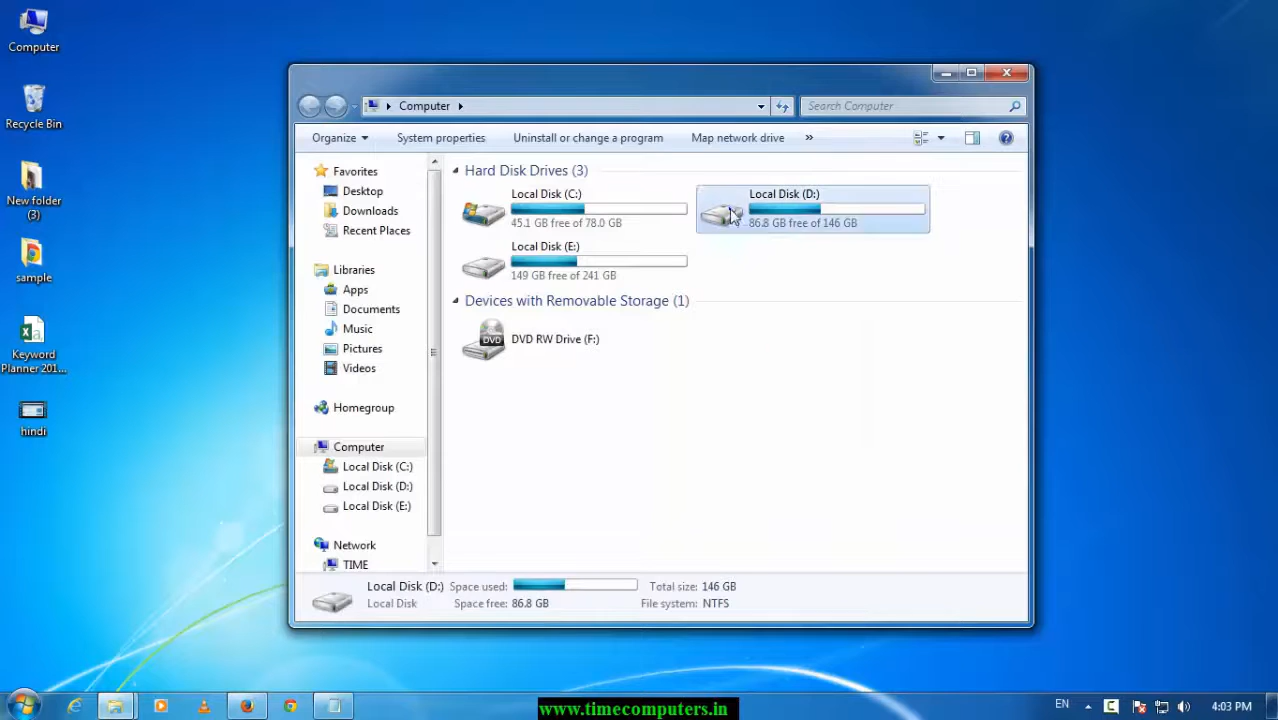 Computer
Recycle Bin
New folder
(3)
sample
Keyword
Planner 201...
hindi
Computer
Search Computer
Organize
System properties
Uninstall or change a program
Map network drive
»
Favorites
Desktop
Downloads
Recent Places
Libraries
Apps
Documents
Music
Pictures
Videos
Homegroup
Computer
Local Disk (C:)
Local Disk (D:)
Local Disk (E:)
Network
TIME
Hard Disk Drives (3)
Local Disk (C:)
45.1 GB free of 78.0 GB
Local Disk (D:)
86.8 GB free of 146 GB
Local Disk (E:)
149 GB free of 241 GB
Devices with Removable Storage (1)
DVD
DVD RW Drive (F:)
Local Disk (D:) Space used: Total size: 146 GB
Local Disk Space free: 86.8 GB File system: NTFS
www.timecomputers.in
EN
4:03 PM